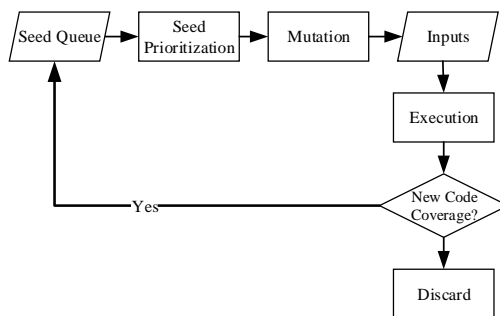 Seed Queue
Seed
Prioritization
Mutation
Inputs
Execution
New Code
Coverage?
Yes
Discard